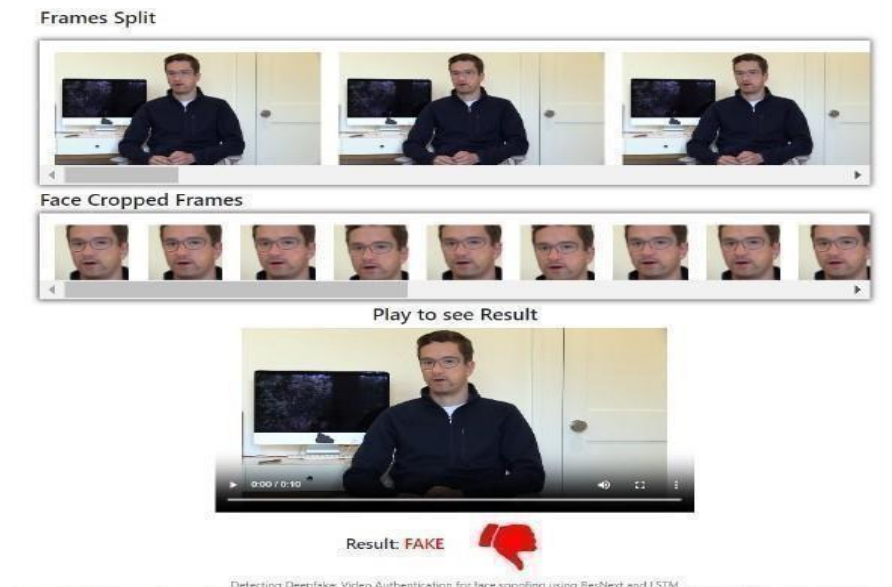 Frames Split
Face Cropped Frames
Play to see Result
0:00 / 0:10
Result: FAKE
Detecting Deepfake: Video Authentication for face spoofing using ResNext and LSTM